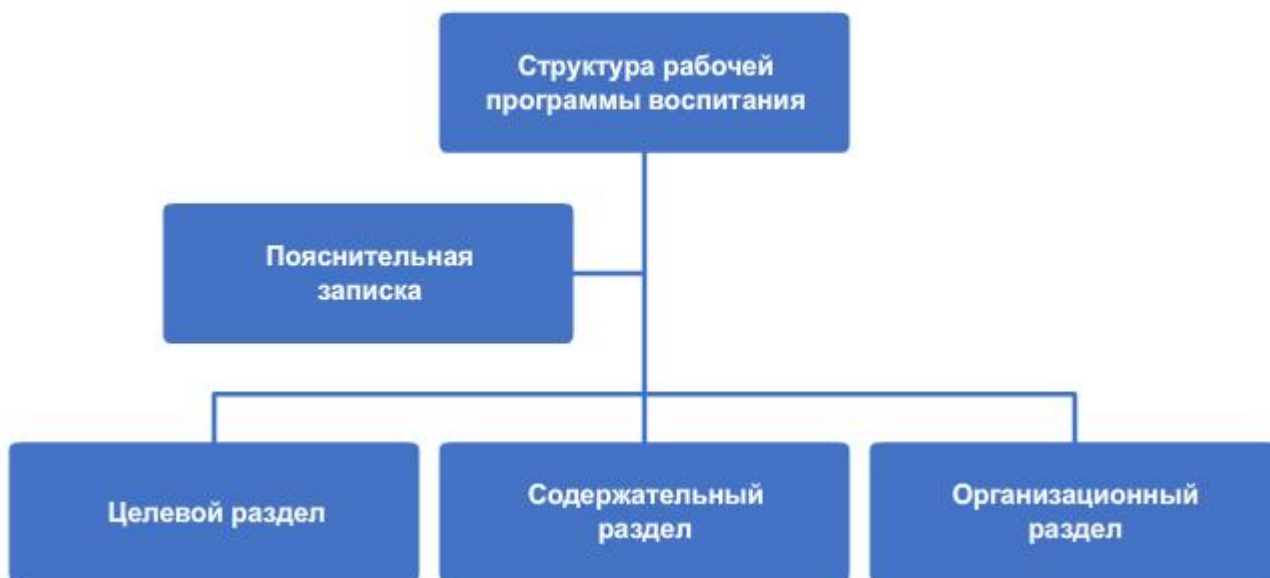 Структура рабочей
программы воспитания
Пояснительная
записка
Целевой раздел
Содержательный
раздел
Организационный
раздел